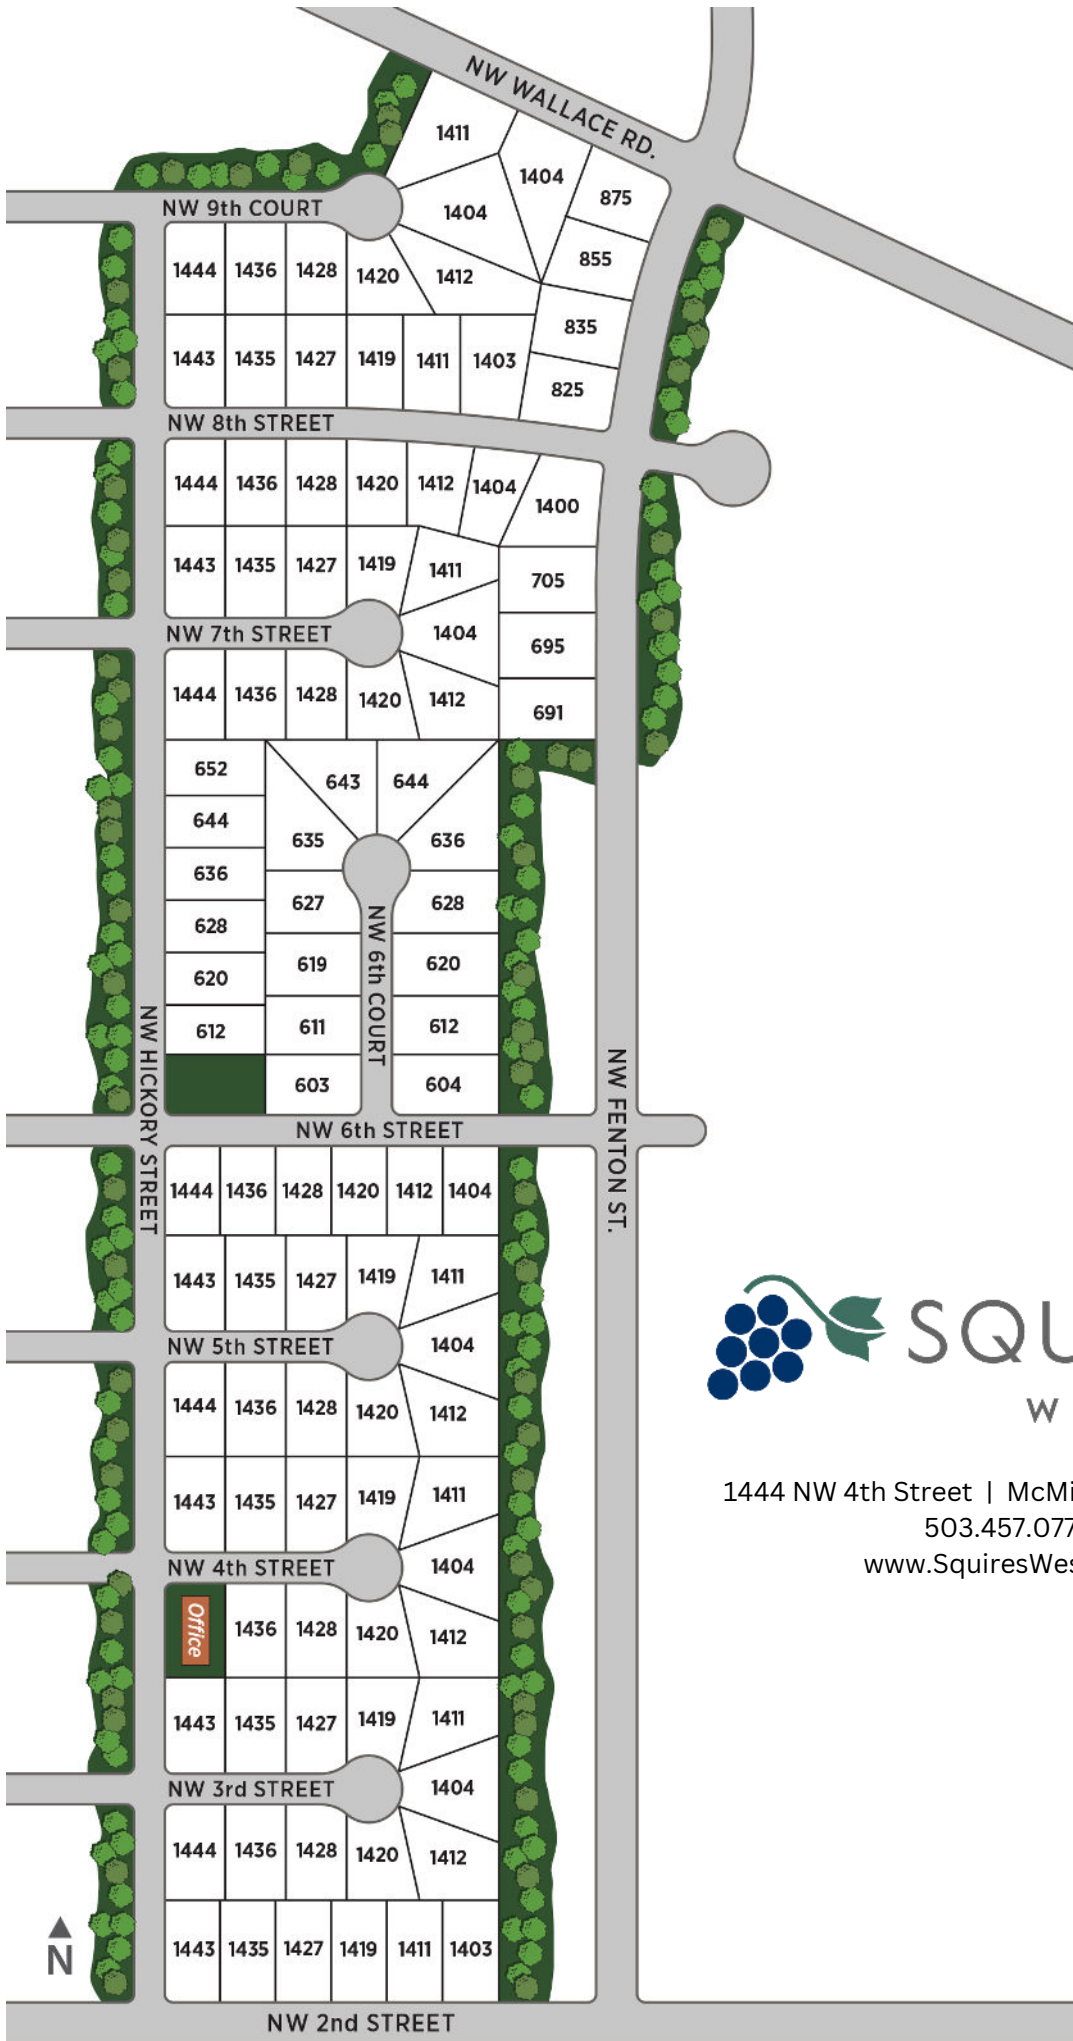 NW WALLACE RD.
1411
1404
875
NW 9th COURT
1404
855
1444 1436 1428 1420 1412
835
1443 1435 1427 1419 1411 1403
825
NW 8th STREET
1444 1436 1428 1420 1412 1404
1400
1443 1435 1427 1419 1411
705
NW 7th STREET
1404
695
1444 1436 1428 1420 1412
691
652
643 644
644
635 636
636
627 628
628
619 620
620
611 612
612
603 604
NW 6th COURT
NW HICKORY STREET
NW FENTON ST.
NW 6th STREET
1444 1436 1428 1420 1412 1404
1443 1435 1427 1419 1411
NW 5th STREET
1404
1444 1436 1428 1420 1412
1443 1435 1427 1419 1411
NW 4th STREET
1404
Office
1436 1428 1420 1412
1443 1435 1427 1419 1411
NW 3rd STREET
1404
1444 1436 1428 1420 1412
1443 1435 1427 1419 1411 1403
N
NW 2nd STREET
SQU
W
1444 NW 4th Street | McMi
503.457.077
www.SquiresWes